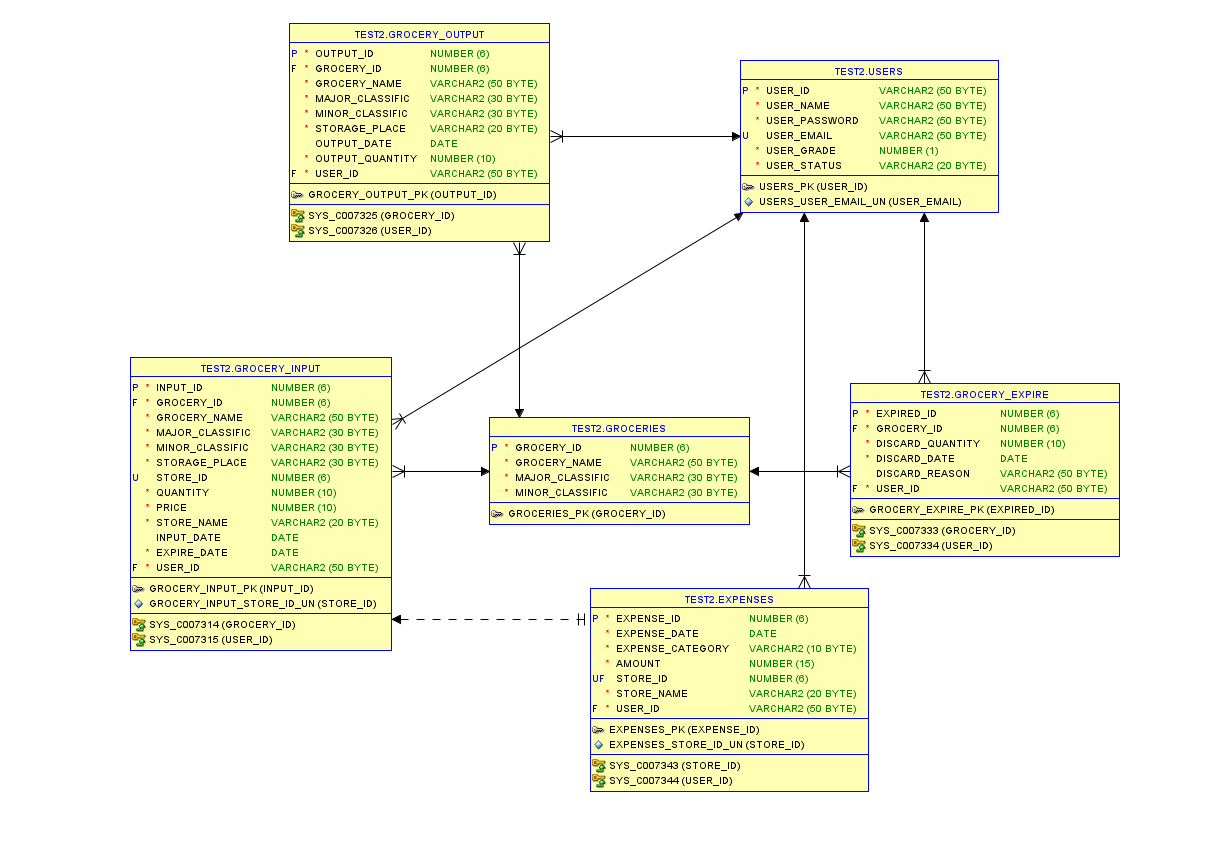 TEST2.GROCERY_OUTPUT
P * OUTPUT_ID NUMBER (6)
F * GROCERY_ID NUMBER (6)
* GROCERY_NAME VARCHAR2 (50 BYTE)
* MAJOR_CLASSIFIC VARCHAR2 (30 BYTE)
* MINOR_CLASSIFIC VARCHAR2 (30 BYTE)
* STORAGE_PLACE VARCHAR2 (20 BYTE)
OUTPUT_DATE DATE
* OUTPUT_QUANTITY NUMBER (10)
F * USER_ID VARCHAR2 (50 BYTE)
GROCERY_OUTPUT_PK (OUTPUT_ID)
SYS_C007325 (GROCERY_ID)
SYS_C007326 (USER_ID)
TEST2.USERS
P * USER_ID VARCHAR2 (50 BYTE)
* USER_NAME VARCHAR2 (50 BYTE)
* USER_PASSWORD VARCHAR2 (50 BYTE)
U USER_EMAIL VARCHAR2 (50 BYTE)
* USER_GRADE NUMBER (1)
* USER_STATUS VARCHAR2 (20 BYTE)
USERS_PK (USER_ID)
USERS_USER_EMAIL_UN (USER_EMAIL)
TEST2.GROCERY_INPUT
P * INPUT_ID NUMBER (6)
F * GROCERY_ID NUMBER (6)
* GROCERY_NAME VARCHAR2 (50 BYTE)
* MAJOR_CLASSIFIC VARCHAR2 (30 BYTE)
* MINOR_CLASSIFIC VARCHAR2 (30 BYTE)
* STORAGE_PLACE VARCHAR2 (30 BYTE)
U STORE_ID NUMBER (6)
* QUANTITY NUMBER (10)
* PRICE NUMBER (10)
* STORE_NAME VARCHAR2 (20 BYTE)
INPUT_DATE DATE
* EXPIRE_DATE DATE
F * USER_ID VARCHAR2 (50 BYTE)
GROCERY_INPUT_PK (INPUT_ID)
GROCERY_INPUT_STORE_ID_UN (STORE_ID)
SYS_C007314 (GROCERY_ID)
SYS_C007315 (USER_ID)
TEST2.GROCERIES
P * GROCERY_ID NUMBER (6)
* GROCERY_NAME VARCHAR2 (50 BYTE)
* MAJOR_CLASSIFIC VARCHAR2 (30 BYTE)
* MINOR_CLASSIFIC VARCHAR2 (30 BYTE)
GROCERIES_PK (GROCERY_ID)
TEST2.GROCERY_EXPIRE
P * EXPIRED_ID NUMBER (6)
F * GROCERY_ID NUMBER (6)
* DISCARD_QUANTITY NUMBER (10)
* DISCARD_DATE DATE
DISCARD_REASON VARCHAR2 (50 BYTE)
F * USER_ID VARCHAR2 (50 BYTE)
GROCERY_EXPIRE_PK (EXPIRED_ID)
SYS_C007333 (GROCERY_ID)
SYS_C007334 (USER_ID)
TEST2.EXPENSES
P * EXPENSE_ID NUMBER (6)
* EXPENSE_DATE DATE
* EXPENSE_CATEGORY VARCHAR2 (10 BYTE)
* AMOUNT NUMBER (15)
UF STORE_ID NUMBER (6)
* STORE_NAME VARCHAR2 (20 BYTE)
F * USER_ID VARCHAR2 (50 BYTE)
EXPENSES_PK (EXPENSE_ID)
EXPENSES_STORE_ID_UN (STORE_ID)
SYS_C007343 (STORE_ID)
SYS_C007344 (USER_ID)